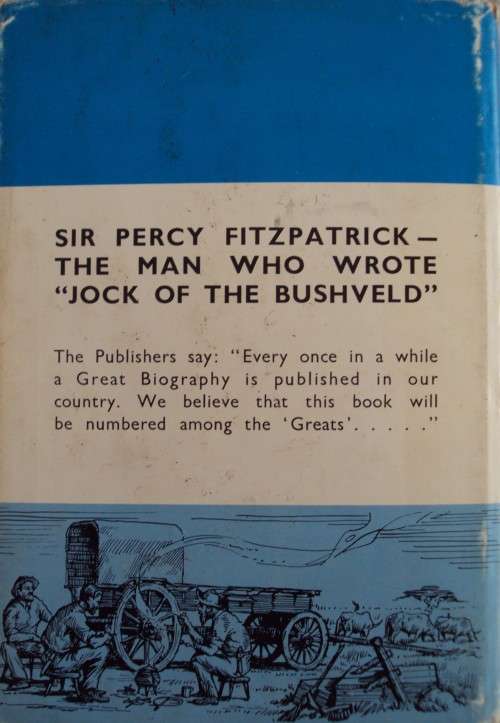 SIR PERCY FITZPATRICK —
THE MAN WHO WROTE
“JOCK OF THE BUSHVELD”
The Publishers say: “Every once in a while
a Great Biography is published in our
country. We believe that this book will
be numbered among the ‘Greats’. . . . .”